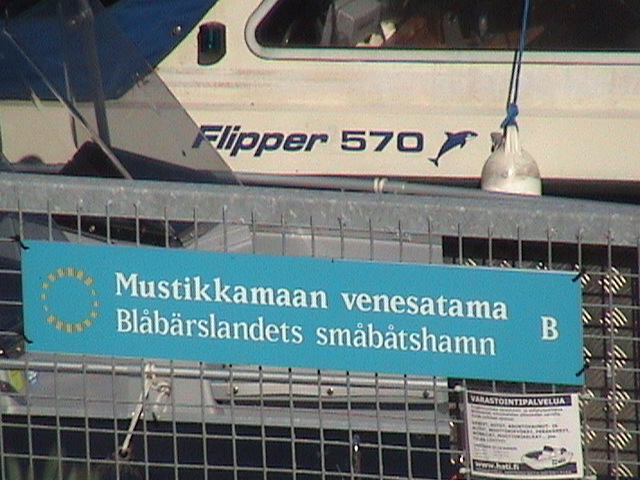 Flipper 570
Mustikkamaan venesatama
Blåbärslandets småbåtshamn
B
VARASTOINTIPALVELUA